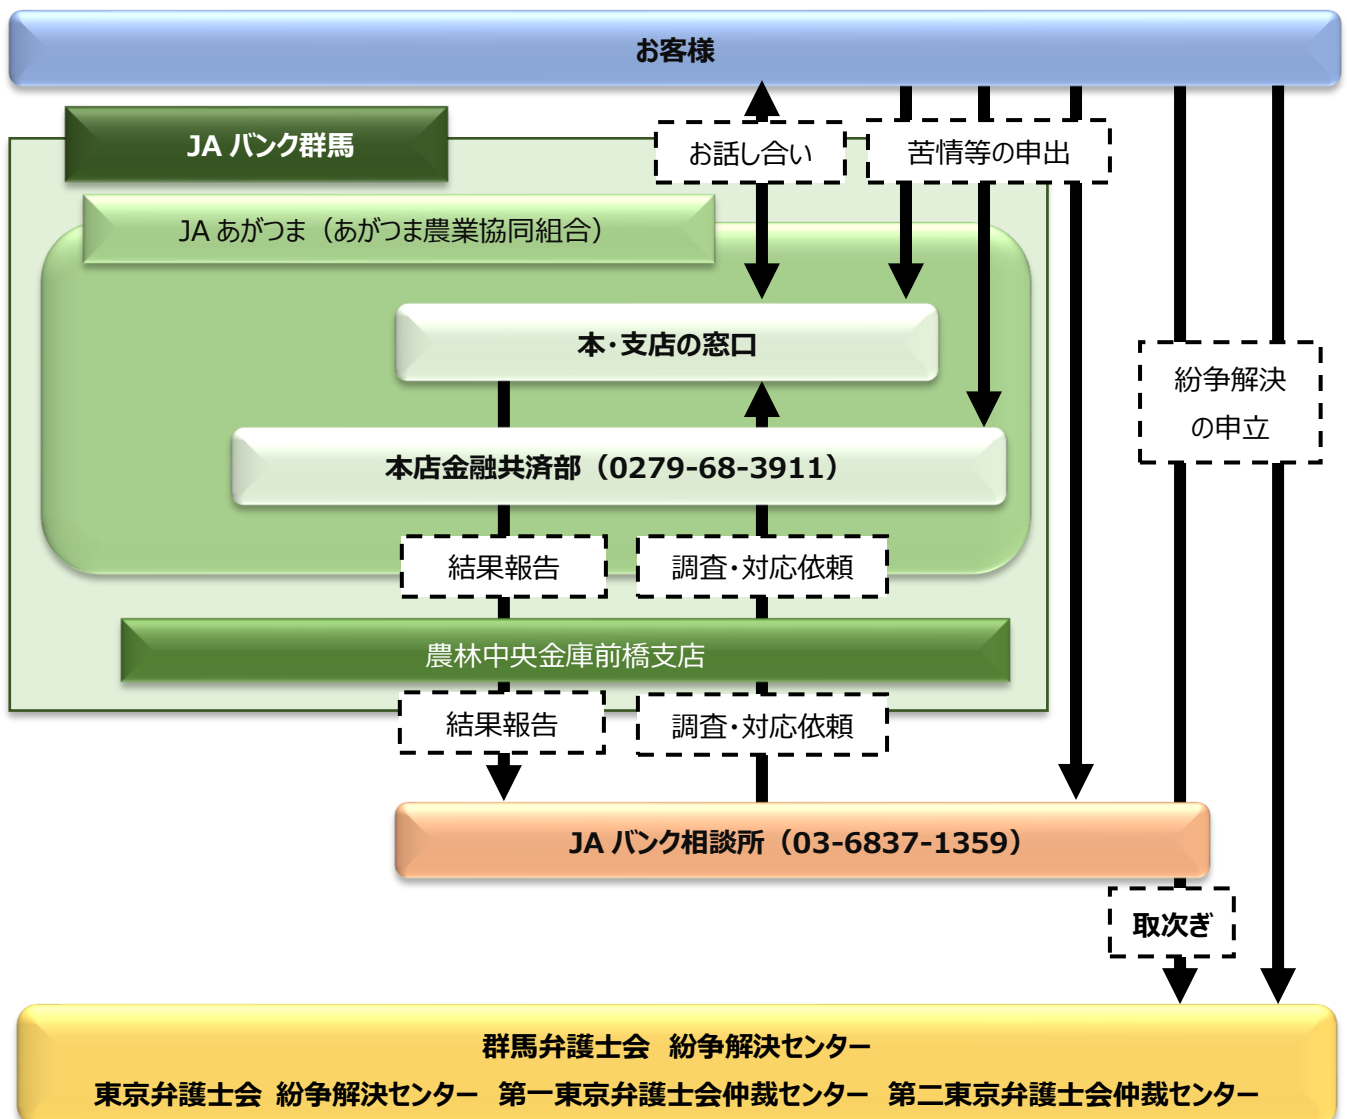 お客様
JA バンク群馬
お話し合い
苦情等の申出
JA あがつま（あがつま農業協同組合）
本・支店の窓口
紛争解決
の申立
本店金融共済部（0279-68-3911）
結果報告
調査・対応依頼
農林中央金庫前橋支店
結果報告
調査・対応依頼
JA バンク相談所（03-6837-1359）
取次ぎ
群馬弁護士会 紛争解決センター
東京弁護士会 紛争解決センター 第一東京弁護士会仲裁センター 第二東京弁護士会仲裁センター